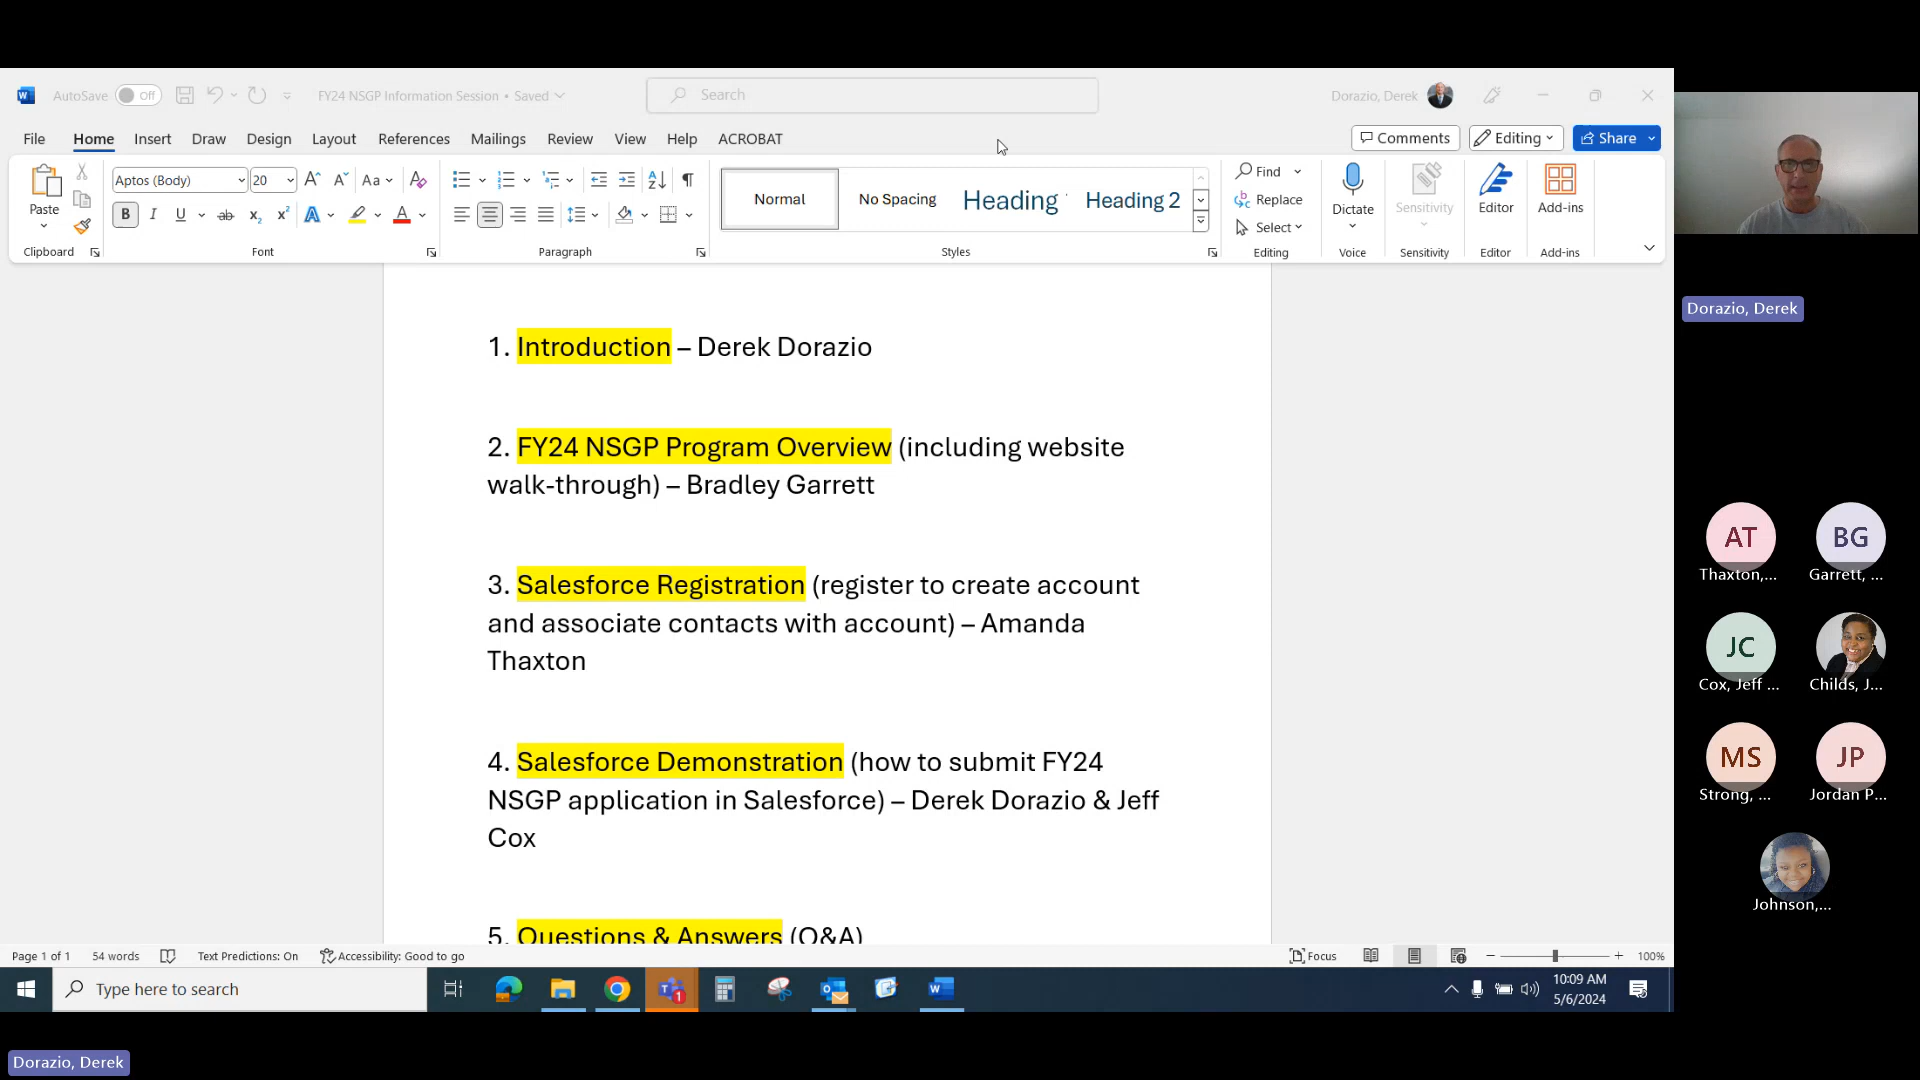 AutoSave Off
FY24 NSGP Information Session • Saved
Search
Dorazio, Derek
File Home Insert Draw Design Layout References Mailings Review View Help ACROBAT
Comments Editing Share
Paste
Clipboard
Aptos (Body) 20
Font
Paragraph
Normal No Spacing Heading Heading 2
Styles
Find
Replace
Select
Editing
Dictate
Voice
Sensitivity
Sensitivity
Editor
Editor
Add-ins
Add-ins
1. Introduction – Derek Dorazio
2. FY24 NSGP Program Overview (including website
walk-through) – Bradley Garrett
3. Salesforce Registration (register to create account
and associate contacts with account) – Amanda
Thaxton
4. Salesforce Demonstration (how to submit FY24
NSGP application in Salesforce) – Derek Dorazio & Jeff
Cox
5. Questions & Answers (Q&A)
Page 1 of 1 54 words Text Predictions: On Accessibility: Good to go Focus 100%
Type here to search
10:09 AM
5/6/2024
Dorazio, Derek
AT
Thaxton,...
BG
Garrett, ...
JC
Cox, Jeff ...
Childs, J...
MS
Strong, ...
JP
Jordan P...
Johnson,...
Dorazio, Derek